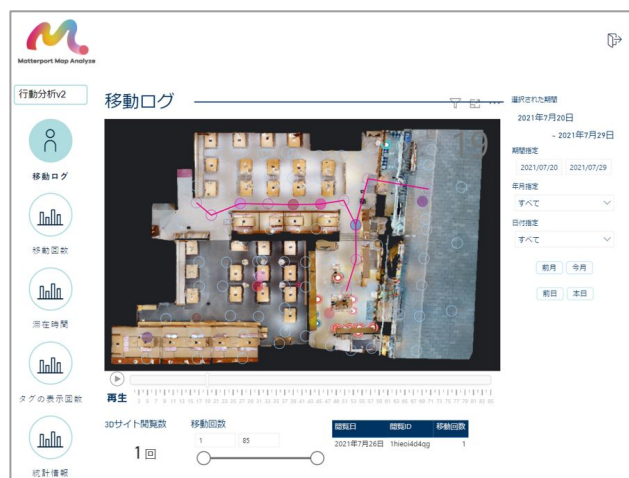 Matterport Map Analyze
行動分析v2
移動ログ
移動回数
滞在時間
タグの表示回数
統計情報
移動ログ
19
再生
3Dサイト閲覧数
1 回
移動回数
1 85
閲覧日 閲覧ID 移動回数
2021年7月26日 1hieoi4d4qg 1
選択された期間
2021年7月20日
~ 2021年7月29日
期間指定
2021/07/20 2021/07/29
年月指定
すべて
日付指定
すべて
前月 今月
前日 本日